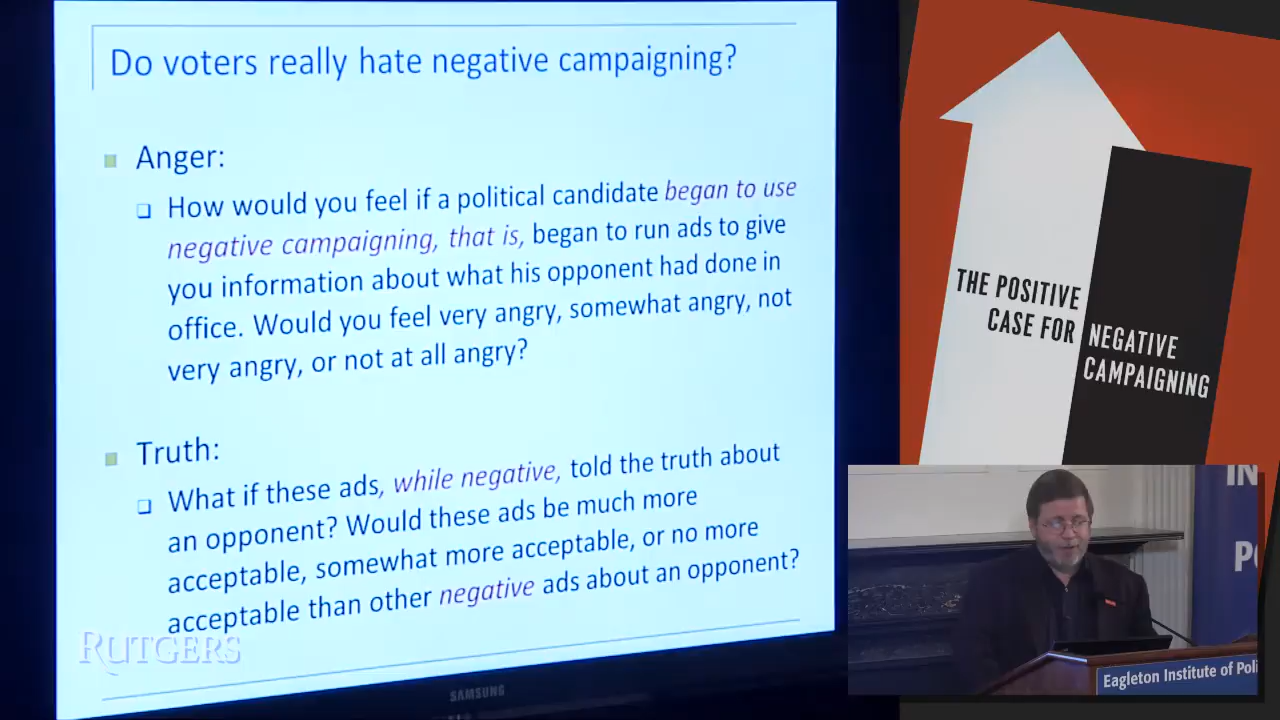 Do voters really hate negative campaigning?
Anger:
How would you feel if a political candidate began to use
negative campaigning, that is, began to run ads to give
you information about what his opponent had done in
office. Would you feel very angry, somewhat angry, not
very angry, or not at all angry?
Truth:
What if these ads, while negative, told the truth about
an opponent? Would these ads be much more
acceptable, somewhat more acceptable, or no more
acceptable than other negative ads about an opponent?
RUTGERS
SAMSUNG
THE POSITIVE
CASE FOR
NEGATIVE
CAMPAIGNING
IN
PO
Eagleton Institute of Poli